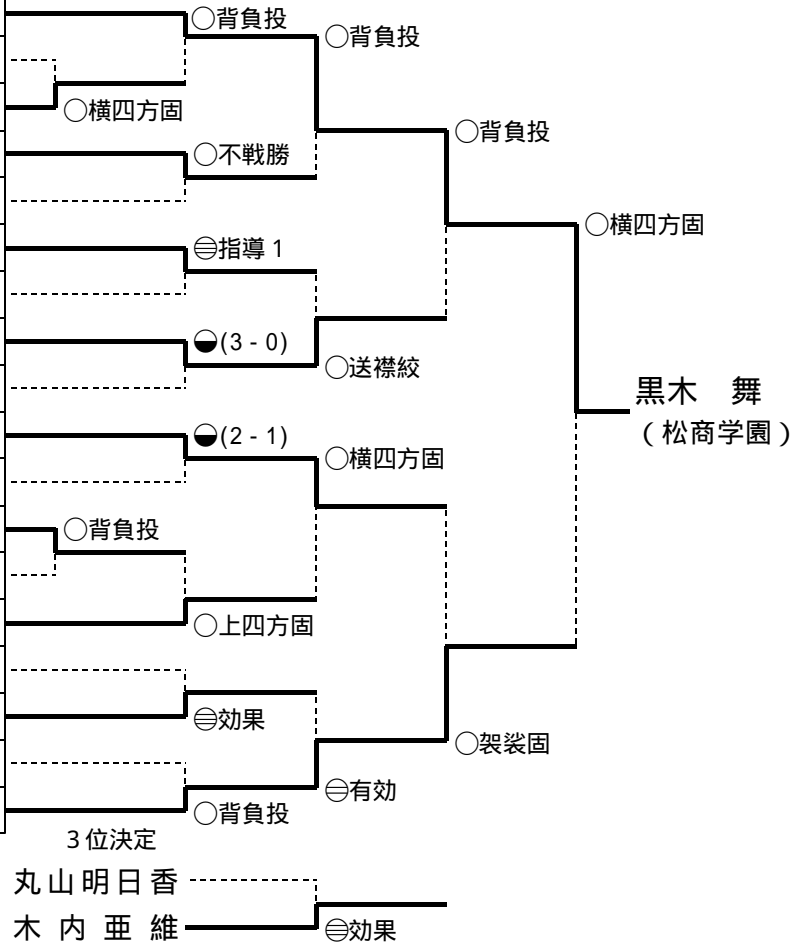 ○背負投
○背負投
○横四方固
○背負投
○不戦勝
○横四方固
㊀指導1
◒(3-0)
○送襟絞
黒木 舞
(松商学園)
◒(2-1)
○横四方固
○背負投
○上四方固
㊀効果
○袈裟固
㊀有効
○背負投
3位決定
丸山明日香
木内亜維
㊀効果